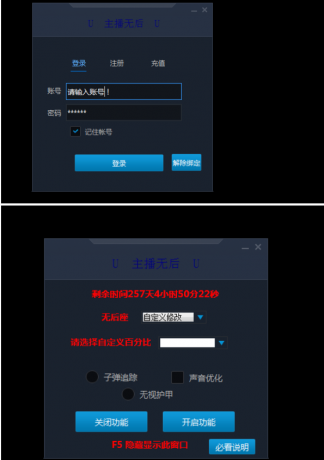 U 主播无后 U
登录 注册 充值
账号 请输入账号！
密码 ******
记住帐号
登录 解除绑定
U 主播无后 U
剩余时间257天4小时50分22秒
无后座 自定义修改
请选择自定义百分比
子弹追踪 声音优化
无视护甲
关闭功能 开启功能
F5 隐藏显示此窗口 必看说明